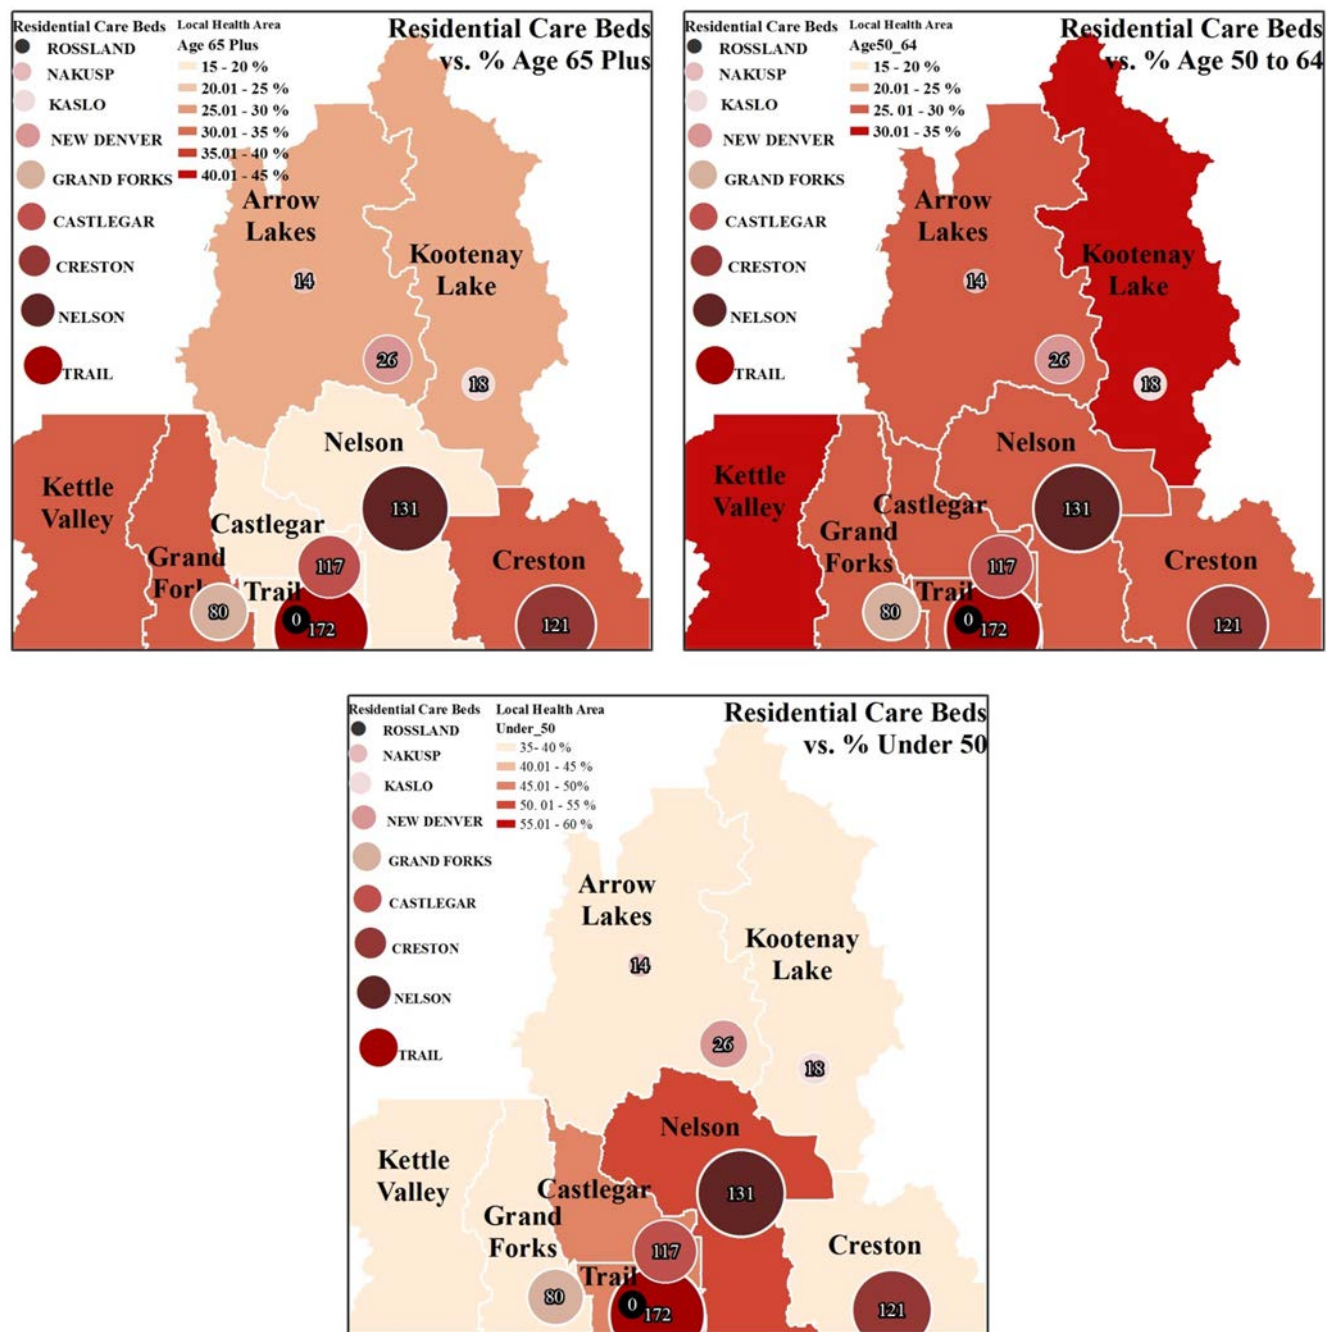 Residential Care Beds
ROSSLAND
NAKUSP
KASLO
NEW DENVER
GRAND FORKS
CASTLEGAR
CRESTON
NELSON
TRAIL
Local Health Area
Age 65 Plus
15 - 20 %
20.01 - 25 %
25.01 - 30 %
30.01 - 35 %
35.01 - 40 %
40.01 - 45 %
Residential Care Beds
vs. % Age 65 Plus
Arrow
Lakes
Kootenay
Lake
14
26
18
Nelson
Kettle
Valley
131
Castlegar
Grand
Forl
117
Creston
Trail
80
0
172
121
Residential Care Beds
ROSSLAND
NAKUSP
KASLO
NEW DENVER
GRAND FORKS
CASTLEGAR
CRESTON
NELSON
TRAIL
Local Health Area
Age50_64
15 - 20 %
20.01 - 25 %
25. 01 - 30 %
30.01 - 35 %
Residential Care Beds
vs. % Age 50 to 64
Arrow
Lakes
Kootenay
Lake
14
26
18
Nelson
Kettle
Valley
131
Castlegar
Grand
Forks
117
Creston
Trail
80
0
172
121
Residential Care Beds
ROSSLAND
NAKUSP
KASLO
NEW DENVER
GRAND FORKS
CASTLEGAR
CRESTON
NELSON
TRAIL
Local Health Area
Under_50
35- 40 %
40.01 - 45 %
45.01 - 50%
50. 01 - 55 %
55.01 - 60 %
Residential Care Beds
vs. % Under 50
Arrow
Lakes
Kootenay
Lake
14
26
18
Nelson
Kettle
Valley
131
Castlegar
Grand
Forks
117
Creston
Trail
80
0
172
121